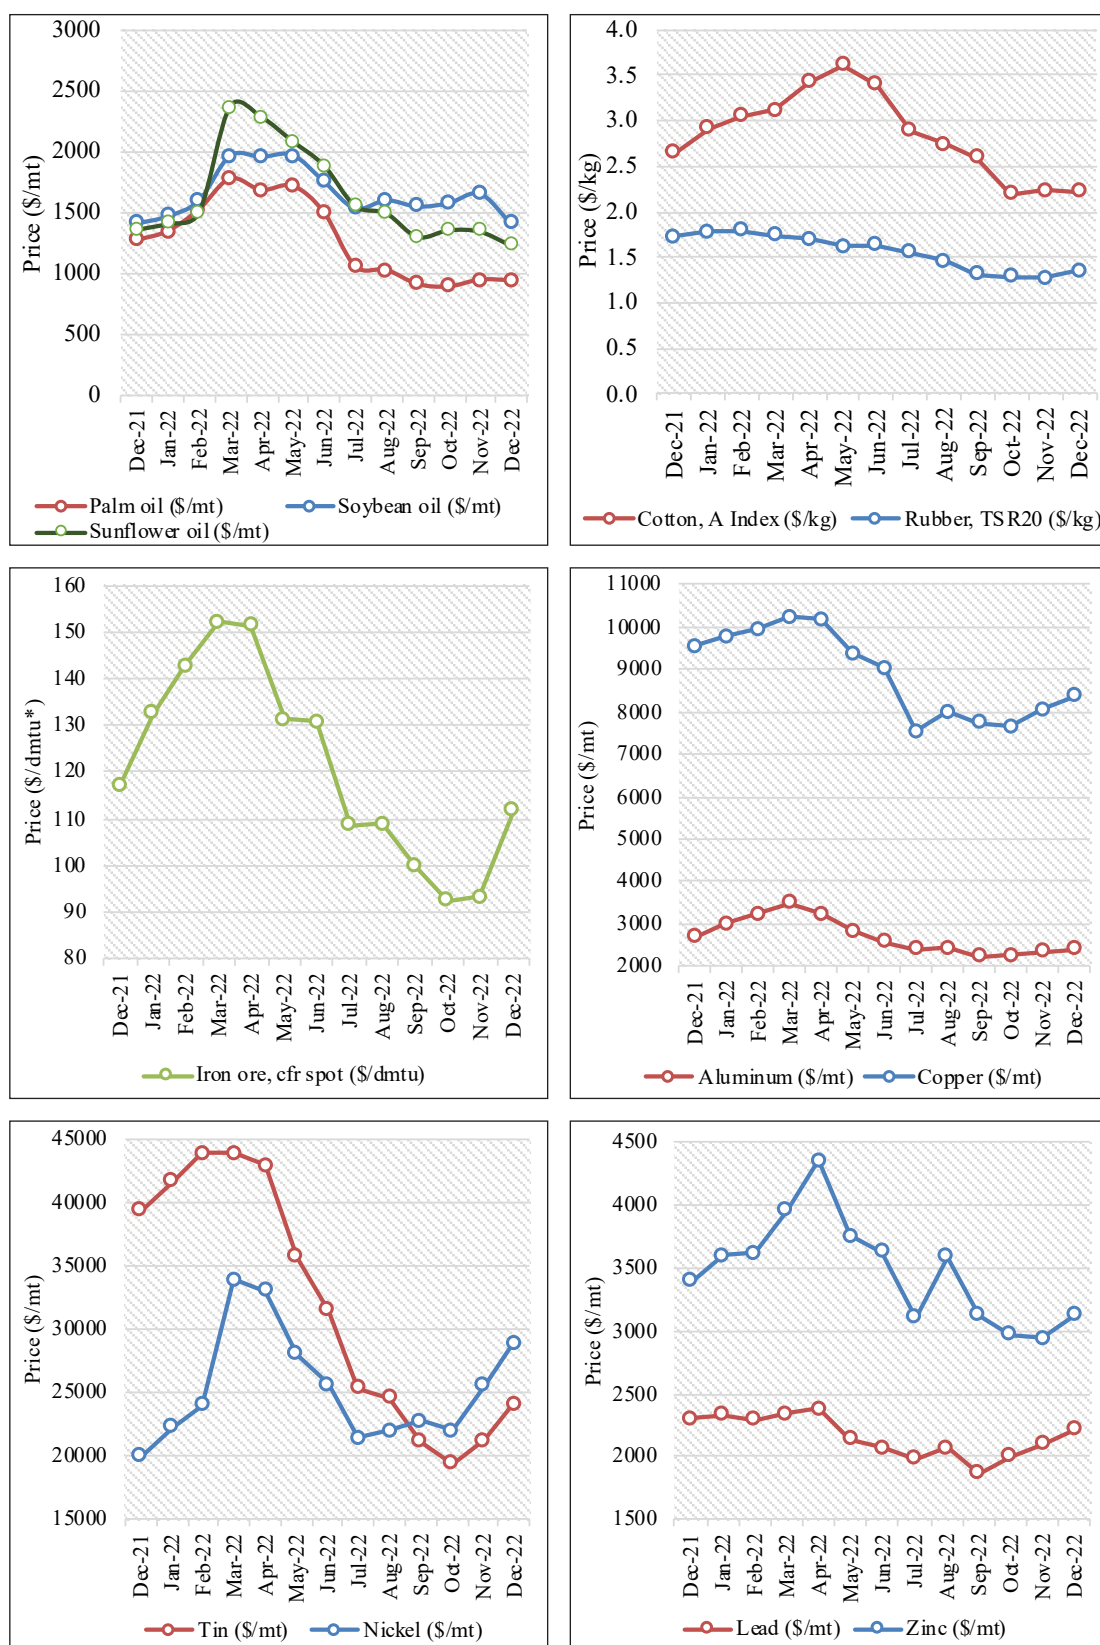 Price ($/mt)
3000
2500
2000
1500
1000
500
0
Dec-21
Jan-22
Feb-22
Mar-22
Apr-22
May-22
Jun-22
Jul-22
Aug-22
Sep-22
Oct-22
Nov-22
Dec-22
Palm oil ($/mt) Soybean oil ($/mt)
Sunflower oil ($/mt)
Price ($/kg)
4.0
3.5
3.0
2.5
2.0
1.5
1.0
0.5
0.0
Dec-21
Jan-22
Feb-22
Mar-22
Apr-22
May-22
Jun-22
Jul-22
Aug-22
Sep-22
Oct-22
Nov-22
Dec-22
Cotton, A Index ($/kg) Rubber, TSR20 ($/kg)
Price ($/dmtu*)
160
150
140
130
120
110
100
90
80
Dec-21
Jan-22
Feb-22
Mar-22
Apr-22
May-22
Jun-22
Jul-22
Aug-22
Sep-22
Oct-22
Nov-22
Dec-22
Iron ore, cfr spot ($/dmtu)
Price ($/mt)
11000
10000
9000
8000
7000
6000
5000
4000
3000
2000
Dec-21
Jan-22
Feb-22
Mar-22
Apr-22
May-22
Jun-22
Jul-22
Aug-22
Sep-22
Oct-22
Nov-22
Dec-22
Aluminum ($/mt) Copper ($/mt)
Price ($/mt)
45000
40000
35000
30000
25000
20000
15000
Dec-21
Jan-22
Feb-22
Mar-22
Apr-22
May-22
Jun-22
Jul-22
Aug-22
Sep-22
Oct-22
Nov-22
Dec-22
Tin ($/mt) Nickel ($/mt)
Price ($/mt)
4500
4000
3500
3000
2500
2000
1500
Dec-21
Jan-22
Feb-22
Mar-22
Apr-22
May-22
Jun-22
Jul-22
Aug-22
Sep-22
Oct-22
Nov-22
Dec-22
Lead ($/mt) Zinc ($/mt)